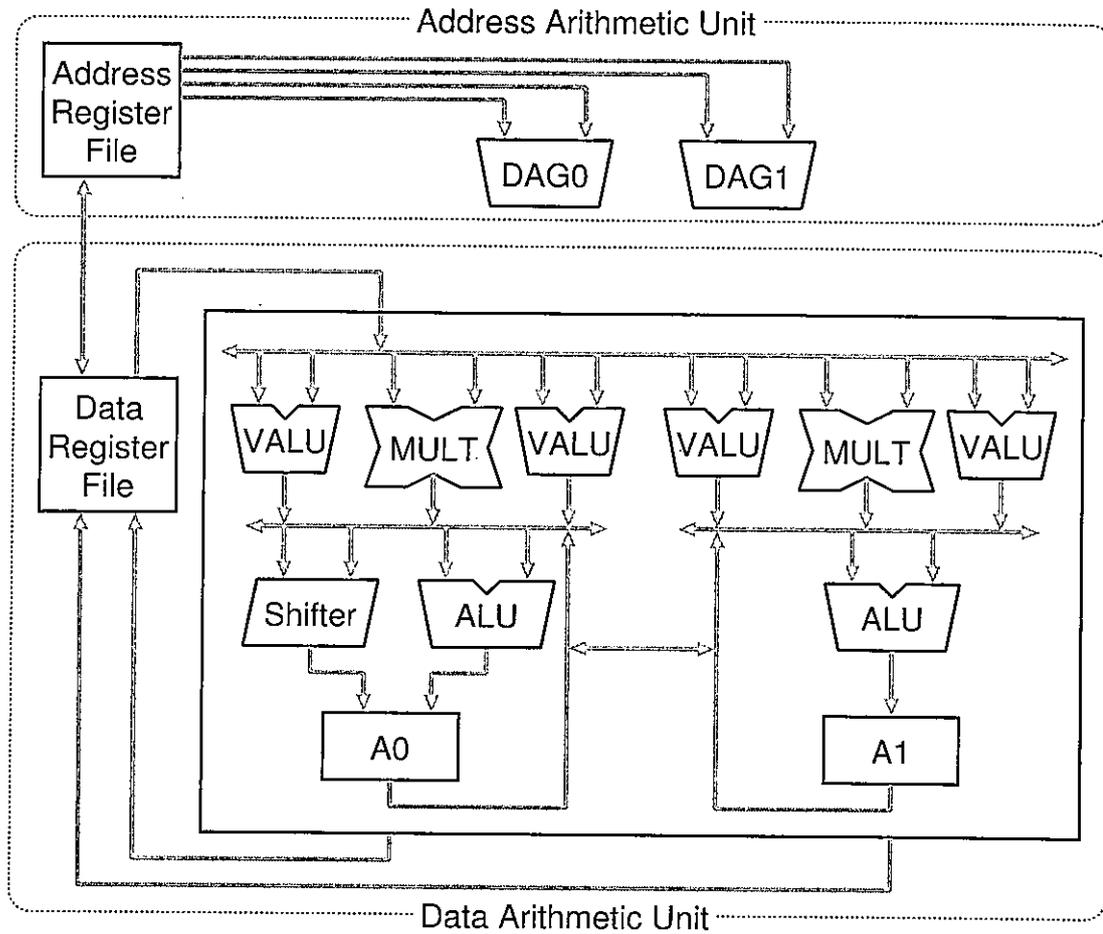 Address Arithmetic Unit
Address
Register
File
DAG0
DAG1
Data
Register
File
VALU
MULT
VALU
VALU
MULT
VALU
Shifter
ALU
ALU
A0
A1
Data Arithmetic Unit